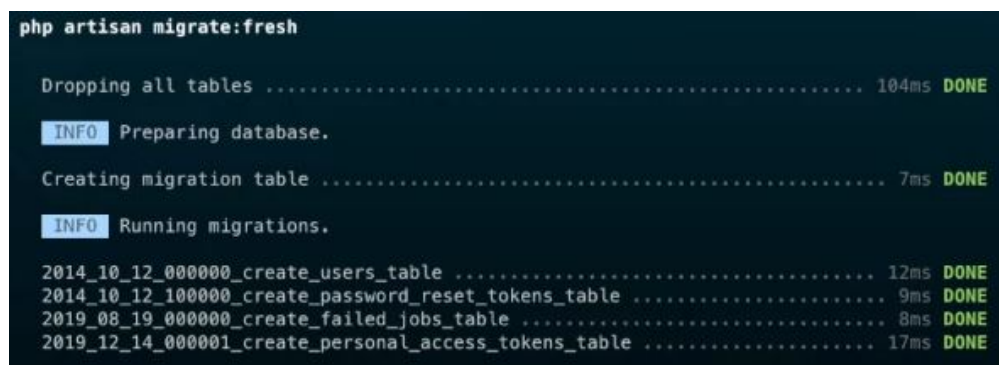 php artisan migrate:fresh
Dropping all tables ...................................................... 104ms DONE
INFO Preparing database.
Creating migration table ................................................... 7ms DONE
INFO Running migrations.
2014_10_12_000000_create_users_table ...................................... 12ms DONE
2014_10_12_100000_create_password_reset_tokens_table ....................... 9ms DONE
2019_08_19_000000_create_failed_jobs_table ................................. 8ms DONE
2019_12_14_000001_create_personal_access_tokens_table ..................... 17ms DONE